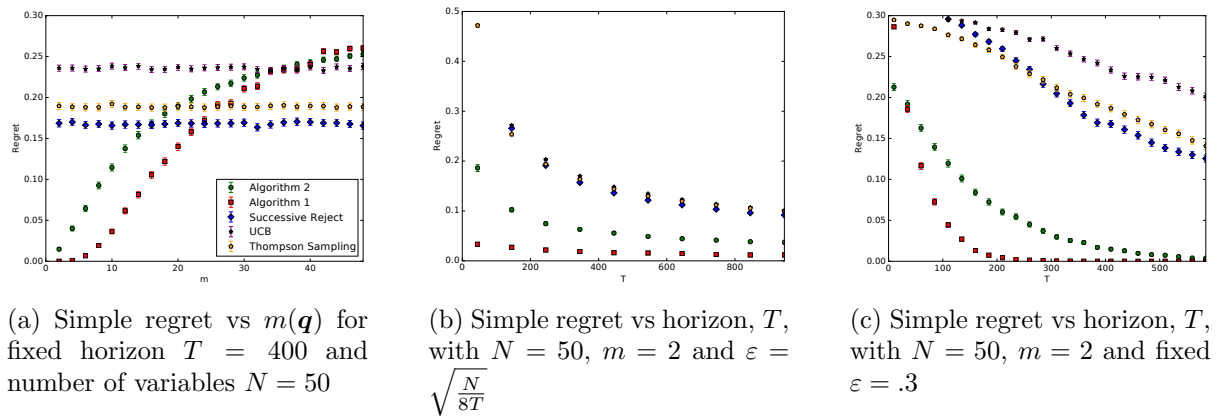 0.30
0.25
0.20
0.15
0.10
0.05
0.00
Regret
0 10 20 30 40
m
Algorithm 2
Algorithm 1
Successive Reject
UCB
Thompson Sampling
0.5
0.4
0.3
0.2
0.1
0.0
Regret
0 200 400 600 800
T
0.30
0.25
0.20
0.15
0.10
0.05
0.00
Regret
0 100 200 300 400 500
T
(a) Simple regret vs m(q) for
fixed horizon T = 400 and
number of variables N = 50
(b) Simple regret vs horizon, T,
with N = 50, m = 2 and ε =
√(N/8T)
(c) Simple regret vs horizon, T,
with N = 50, m = 2 and fixed
ε = .3